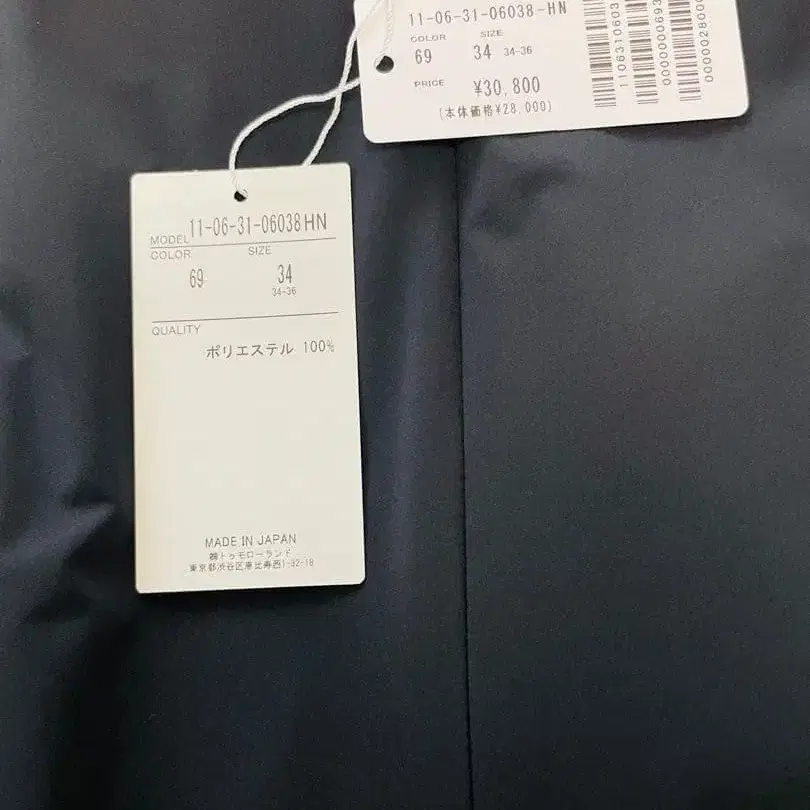 11-06-31-06038-HN
COLOR SIZE
69 34 34-36
PRICE ¥30,800
(本体価格¥28,000)
MODEL 11-06-31-06038HN
COLOR SIZE
69 34
34-36
QUALITY
ポリエステル 100%
MADE IN JAPAN
㈱トゥモローランド
東京都渋谷区恵比寿西1-32-18